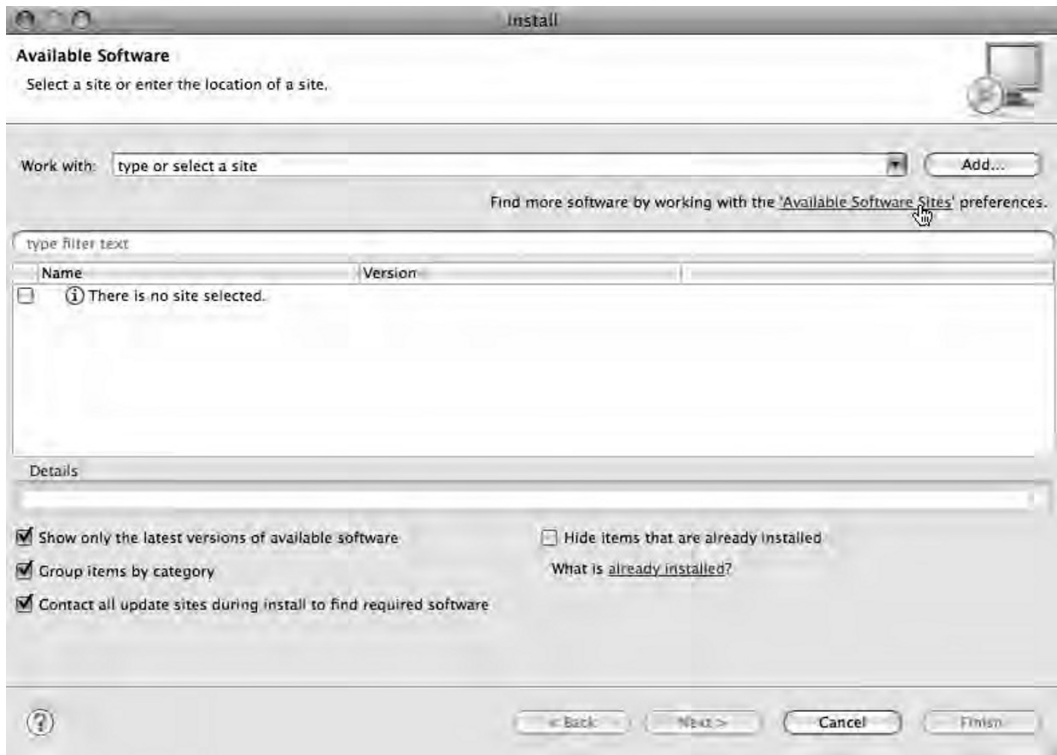 Install
Available Software
Select a site or enter the location of a site.
Work with: type or select a site Add...
Find more software by working with the 'Available Software Sites' preferences.
type filter text
Name Version
There is no site selected.
Details
Show only the latest versions of available software
Hide items that are already installed
Group items by category
What is already installed?
Contact all update sites during install to find required software
? < Back Next > Cancel Finish